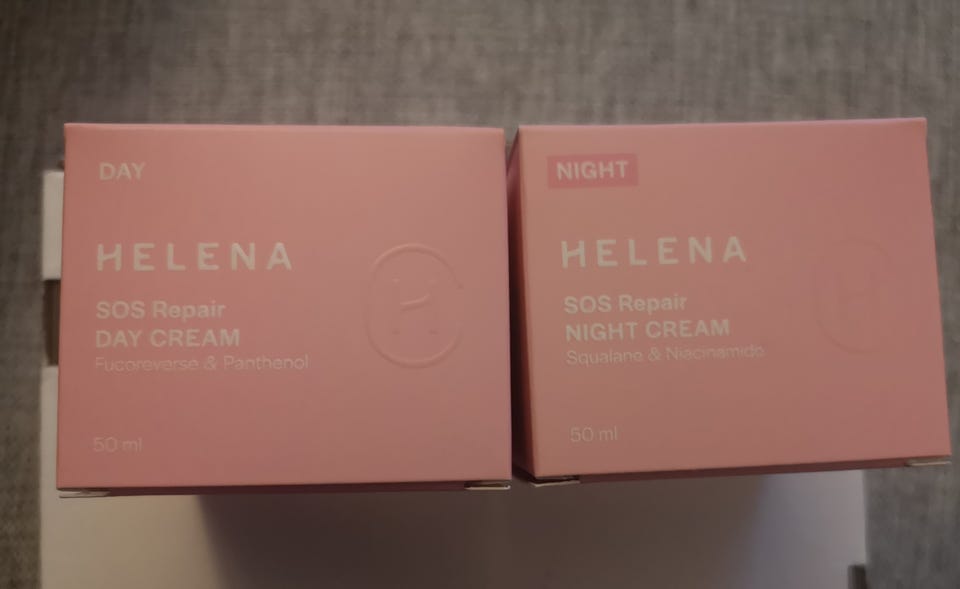 DAY
HELENA
SOS Repair
DAY CREAM
Fucoreverse & Panthenol
50 ml
NIGHT
HELENA
SOS Repair
NIGHT CREAM
Squalane & Niacinamide
50 ml